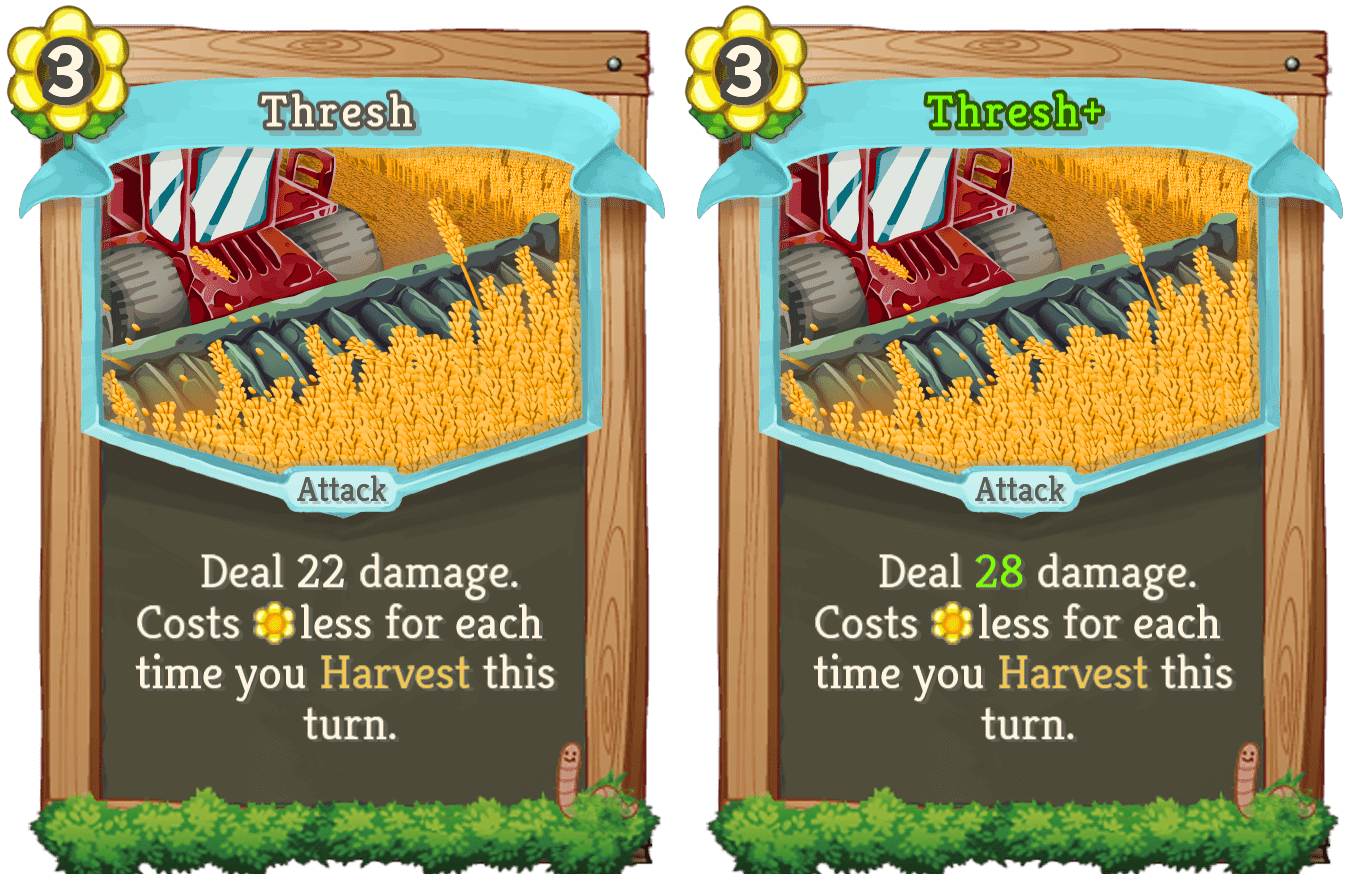 3
Thresh
Attack
Deal 22 damage.
Costs less for each
time you Harvest this
turn.
3
Thresh+
Attack
Deal 28 damage.
Costs less for each
time you Harvest this
turn.